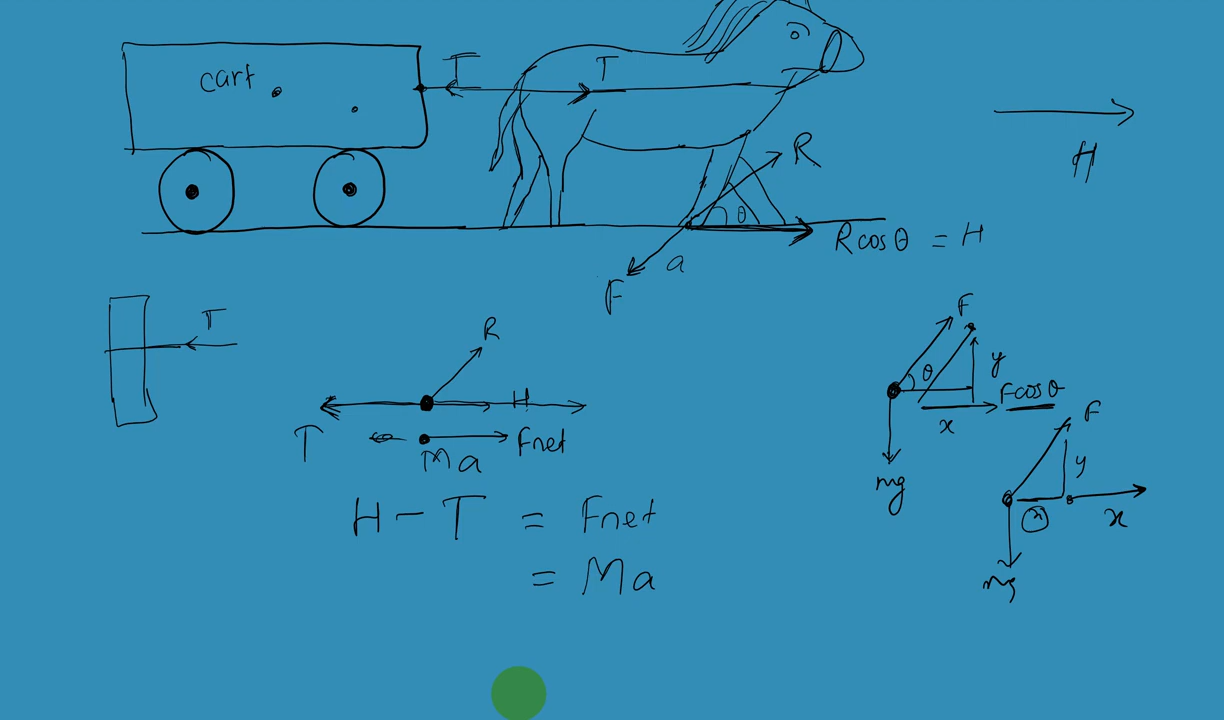 cart
T
T
H
R
θ
R cos θ = H
a
F
T
R
H
T
Fnet
Ma
H - T = Fnet
= Ma
F
θ
y
F cos θ
x
mg
F
y
x
x
mg